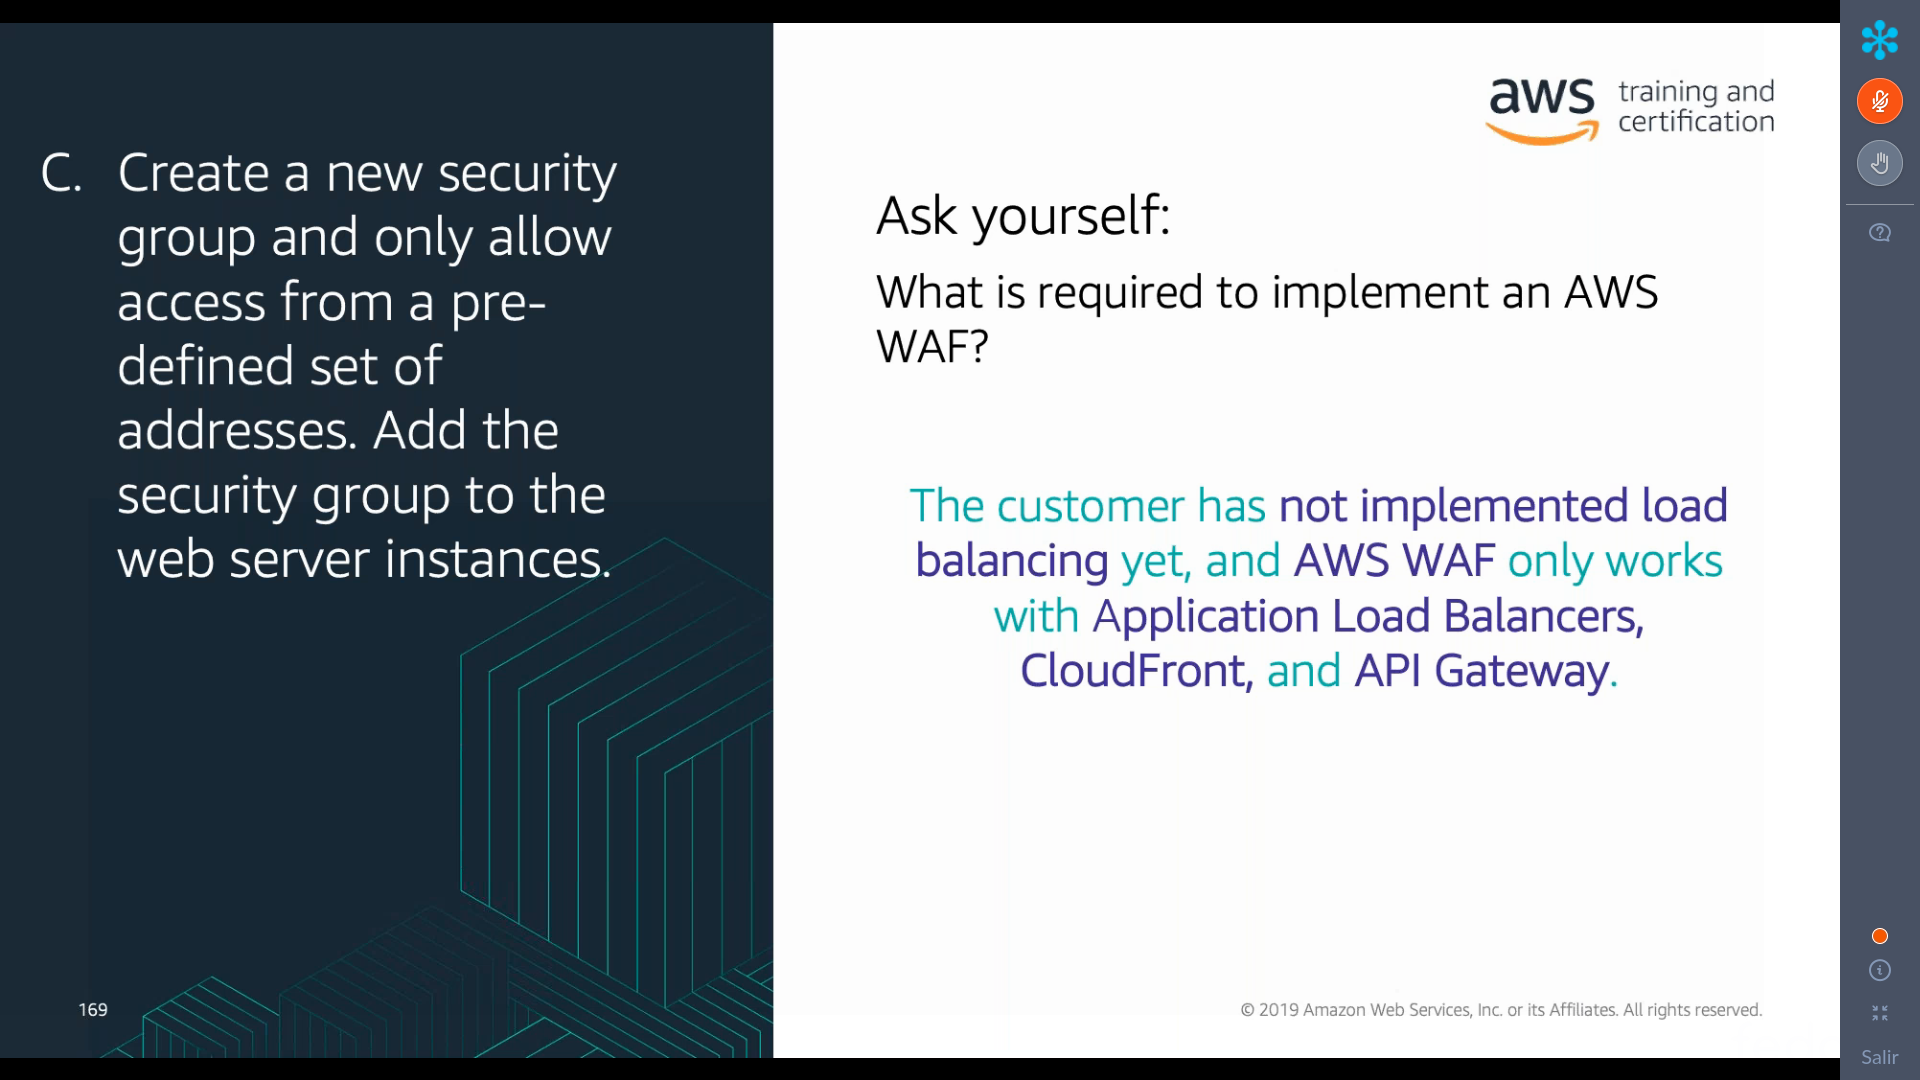 C. Create a new security
group and only allow
access from a pre-
defined set of
addresses. Add the
security group to the
web server instances.
169
aws training and
certification
Ask yourself:
What is required to implement an AWS
WAF?
The customer has not implemented load
balancing yet, and AWS WAF only works
with Application Load Balancers,
CloudFront, and API Gateway.
© 2019 Amazon Web Services, Inc. or its Affiliates. All rights reserved.
Salir